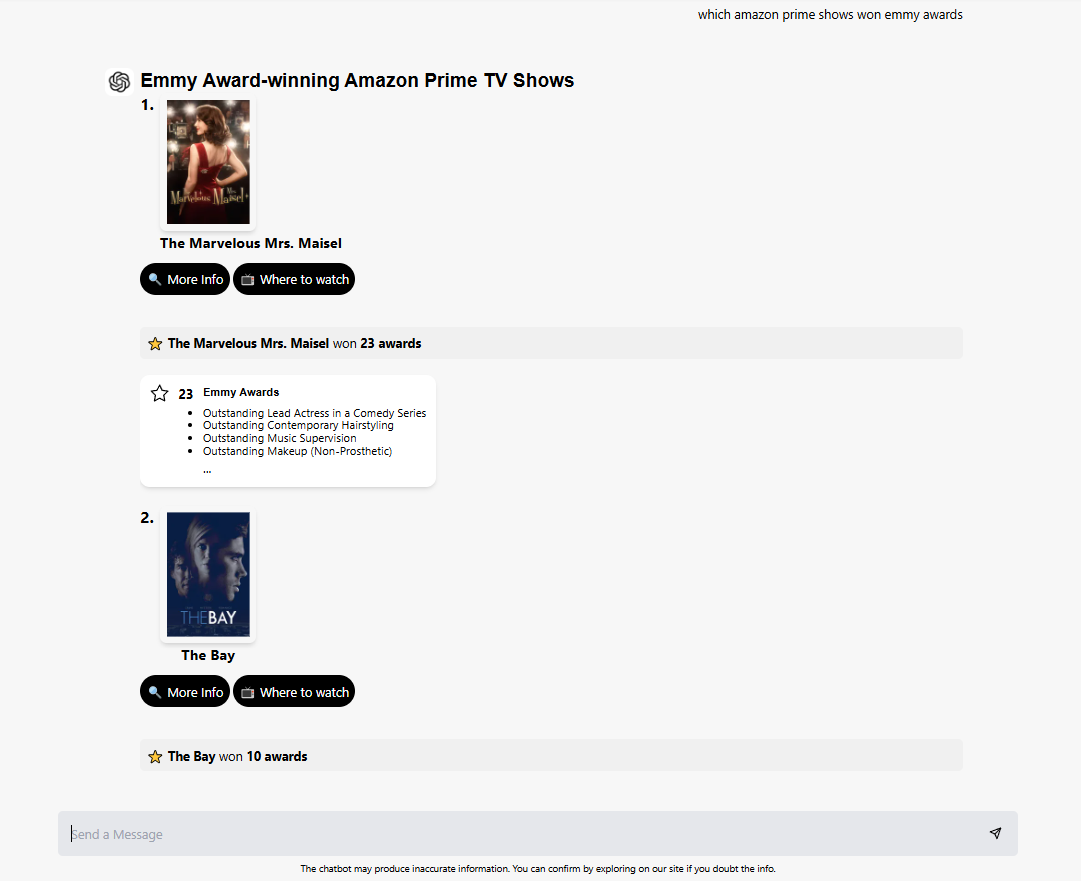 which amazon prime shows won emmy awards
Emmy Award-winning Amazon Prime TV Shows
1.
Marvelous Mrs. Maisel
The Marvelous Mrs. Maisel
More Info
Where to watch
The Marvelous Mrs. Maisel won 23 awards
23 Emmy Awards
Outstanding Lead Actress in a Comedy Series
Outstanding Contemporary Hairstyling
Outstanding Music Supervision
Outstanding Makeup (Non-Prosthetic)
...
2.
THEBAY
The Bay
More Info
Where to watch
The Bay won 10 awards
Send a Message
The chatbot may produce inaccurate information. You can confirm by exploring on our site if you doubt the info.